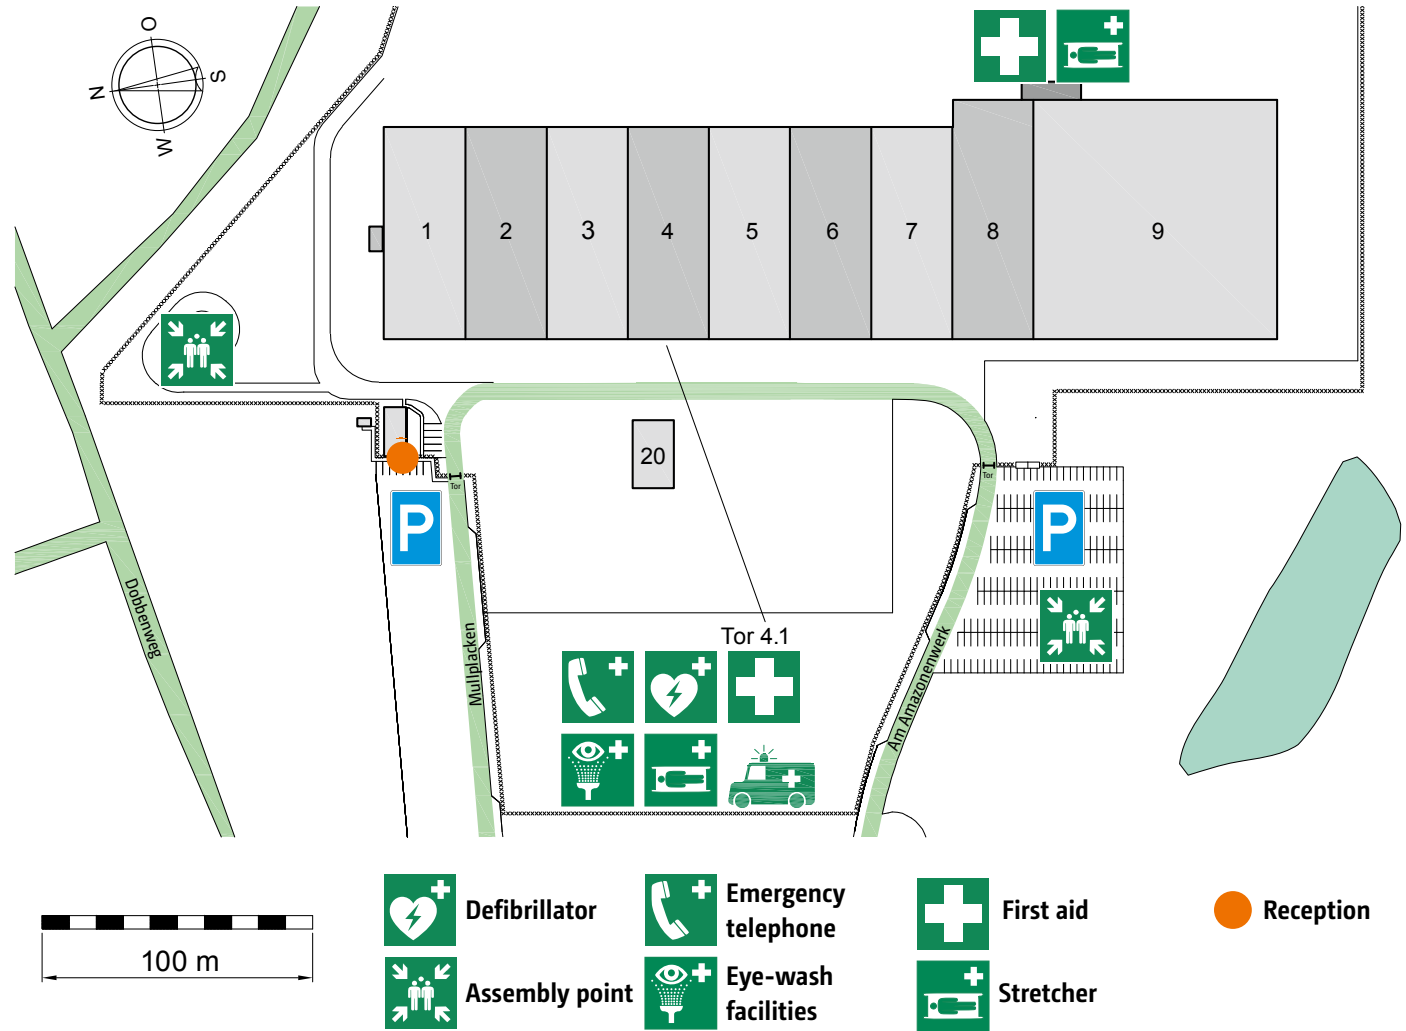 O
S
N
W
1
2
3
4
5
6
7
8
9
20
Tor
Tor
P
P
Dobbenweg
Mullplacken
Am Amazonenwerk
Tor 4.1
100 m
Defibrillator
Emergency
telephone
First aid
Reception
Assembly point
Eye-wash
facilities
Stretcher